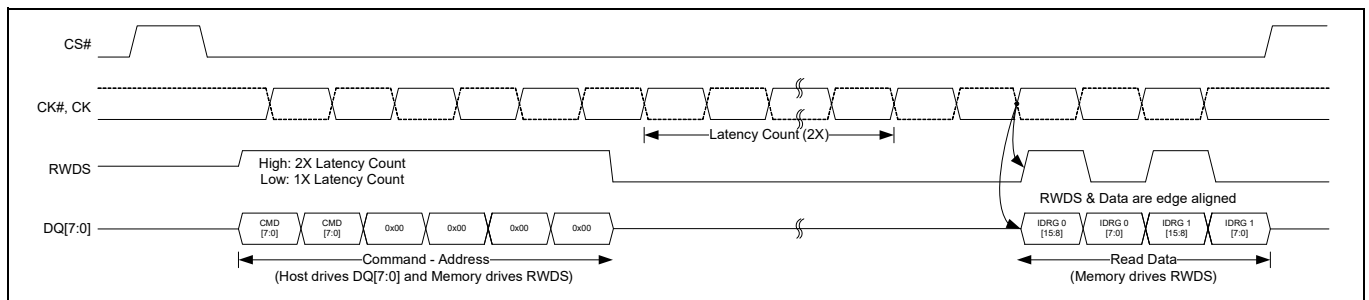 CS#
CK#, CK
Latency Count (2X)
RWDS
High: 2X Latency Count
Low: 1X Latency Count
RWDS & Data are edge aligned
DQ[7:0]
CMD
[7:0]
CMD
[7:0]
0x00
0x00
0x00
0x00
IDRG 0
[15:8]
IDRG 0
[7:0]
IDRG 1
[15:8]
IDRG 1
[7:0]
Command - Address
(Host drives DQ[7:0] and Memory drives RWDS)
Read Data
(Memory drives RWDS)